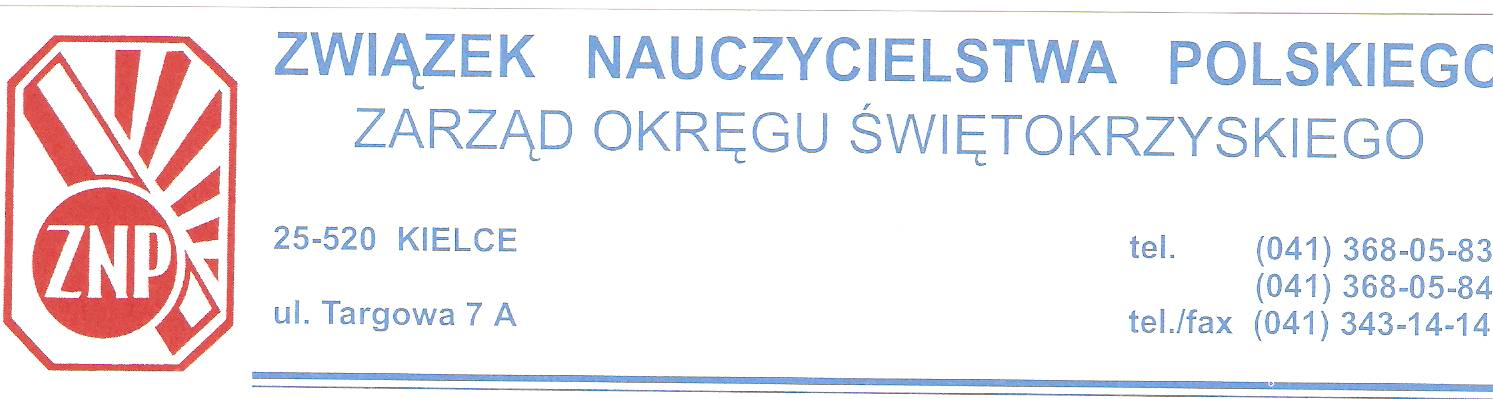 ZWIĄZEK NAUCZYCIELSTWA POLSKIEGO
ZARZĄD OKRĘGU ŚWIĘTOKRZYSKIEGO
ZNP
25-520 KIELCE
ul. Targowa 7 A
tel. (041) 368-05-83
(041) 368-05-84
tel./fax (041) 343-14-14